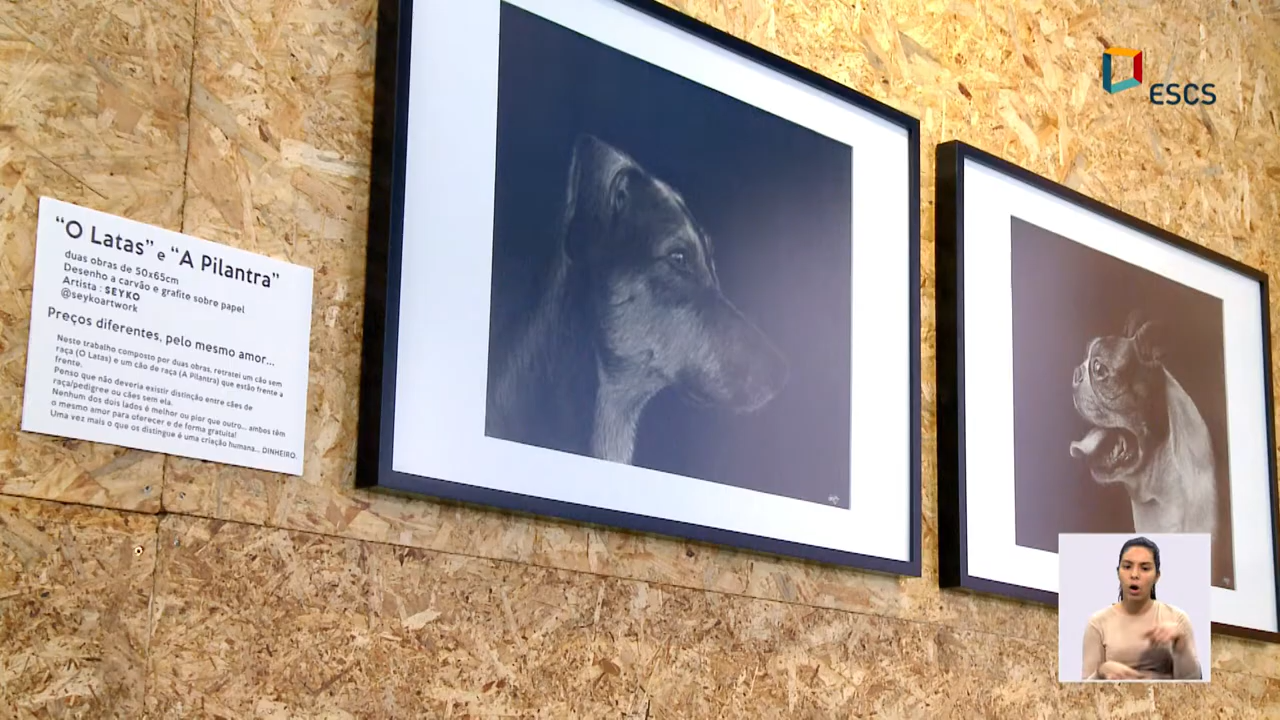 “O Latas” e “A Pilantra”
duas obras de 50x65cm
Desenho a carvão e grafite sobre papel
Artista : SEYKO
@seykoartwork
Preços diferentes, pelo mesmo amor...
Neste trabalho composto por duas obras, retratei um cão sem
raça (O Latas) e um cão de raça (A Pilantra) que estão frente a
frente.
Penso que não deveria existir distinção entre cães de
raça/pedigree ou cães sem ela.
Nenhum dos dois lados é melhor ou pior que outro... ambos têm
o mesmo amor para oferecer e de forma gratuita!
Uma vez mais o que os distingue é uma criação humana... DINHEIRO.
ESCS